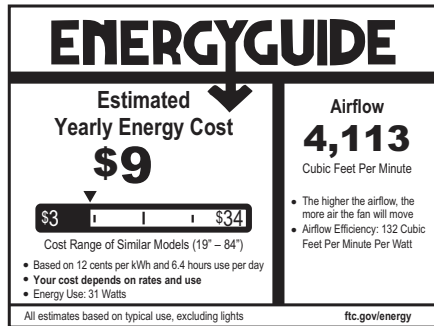 ENERGYGUIDE
Estimated
Yearly Energy Cost
$9
$3
$34
Cost Range of Similar Models (19” – 84”)
● Based on 12 cents per kWh and 6.4 hours use per day
● Your cost depends on rates and use
● Energy Use: 31 Watts
Airflow
4,113
Cubic Feet Per Minute
● The higher the airflow, the
more air the fan will move
● Airflow Efficiency: 132 Cubic
Feet Per Minute Per Watt
All estimates based on typical use, excluding lights
ftc.gov/energy